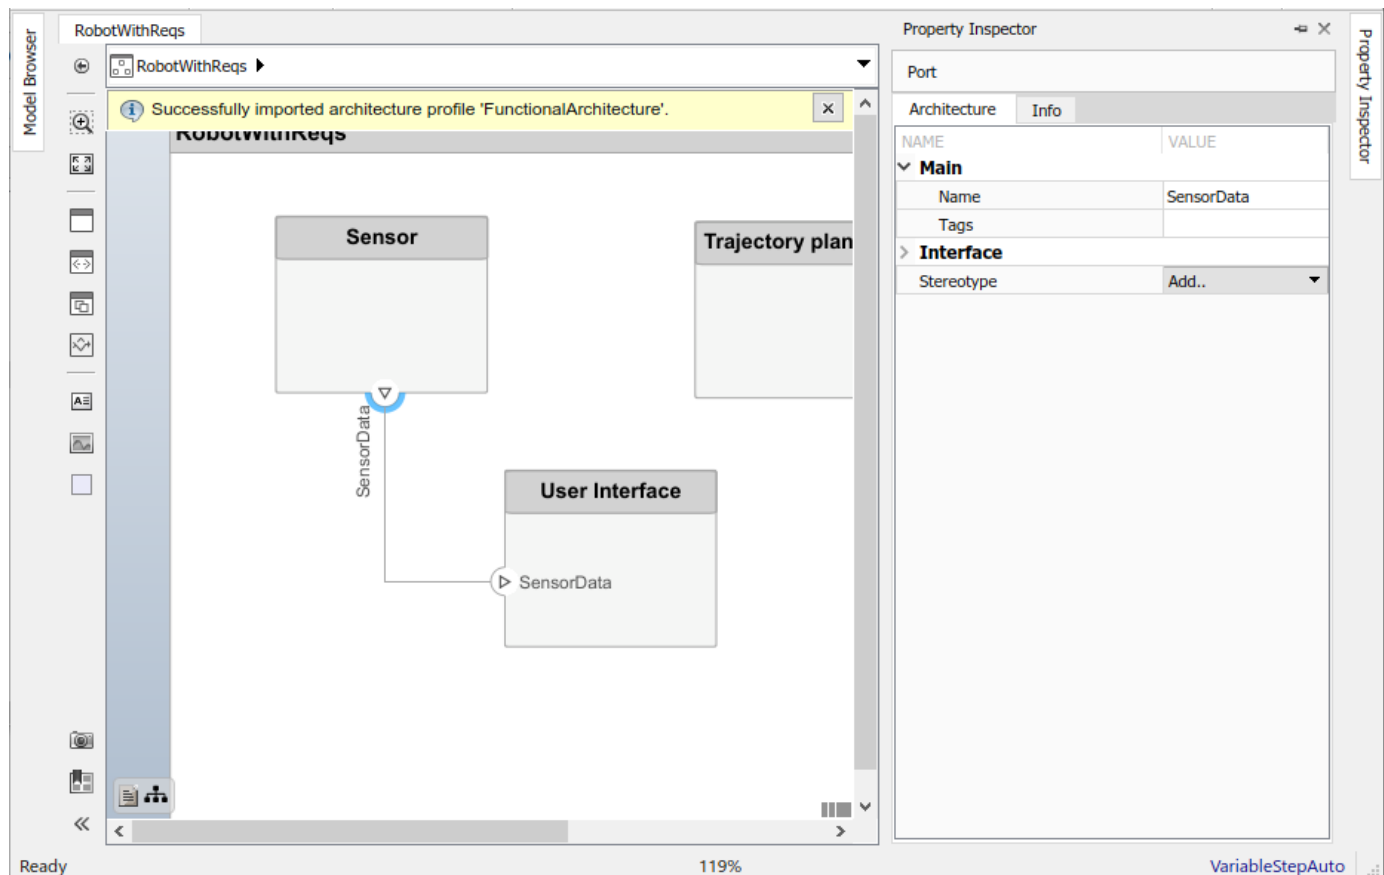 Model Browser
RobotWithReqs
RobotWithReqs
Successfully imported architecture profile 'FunctionalArchitecture'.
RobotWithReqs
Sensor
Trajectory plan
SensorData
User Interface
SensorData
Property Inspector
Port
Architecture Info
NAME VALUE
Main
Name SensorData
Tags
Interface
Stereotype Add..
Property Inspector
Ready 119% VariableStepAuto